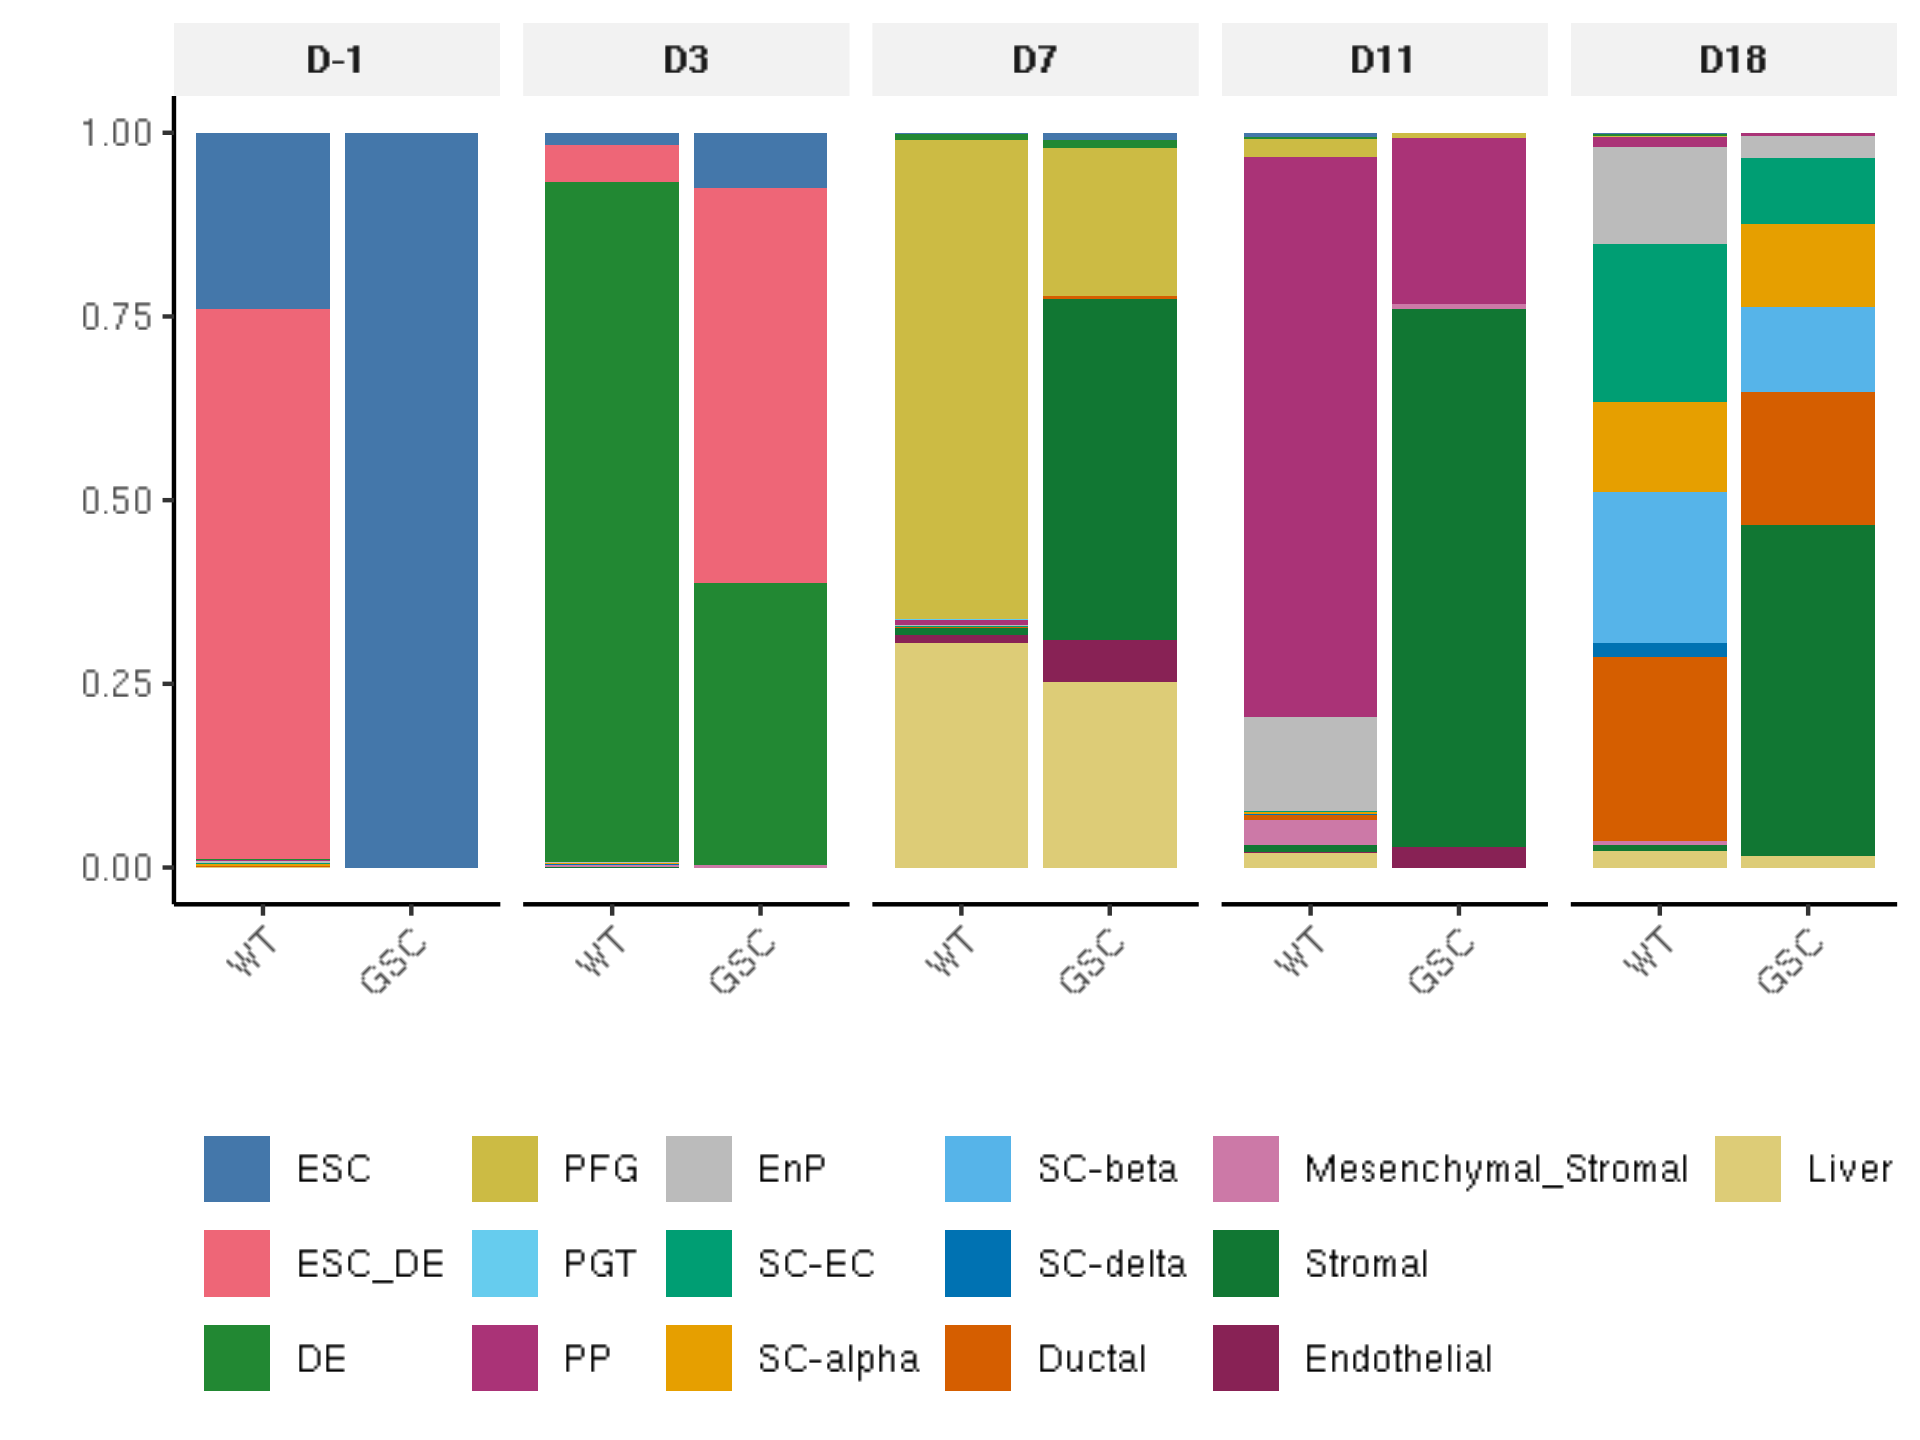 D-1 D3 D7 D11 D18
1.00
0.75
0.50
0.25
0.00
WT GSC WT GSC WT GSC WT GSC WT GSC
ESC PFG EnP SC-beta Mesenchymal_Stromal Liver
ESC_DE PGT SC-EC SC-delta Stromal
DE PP SC-alpha Ductal Endothelial